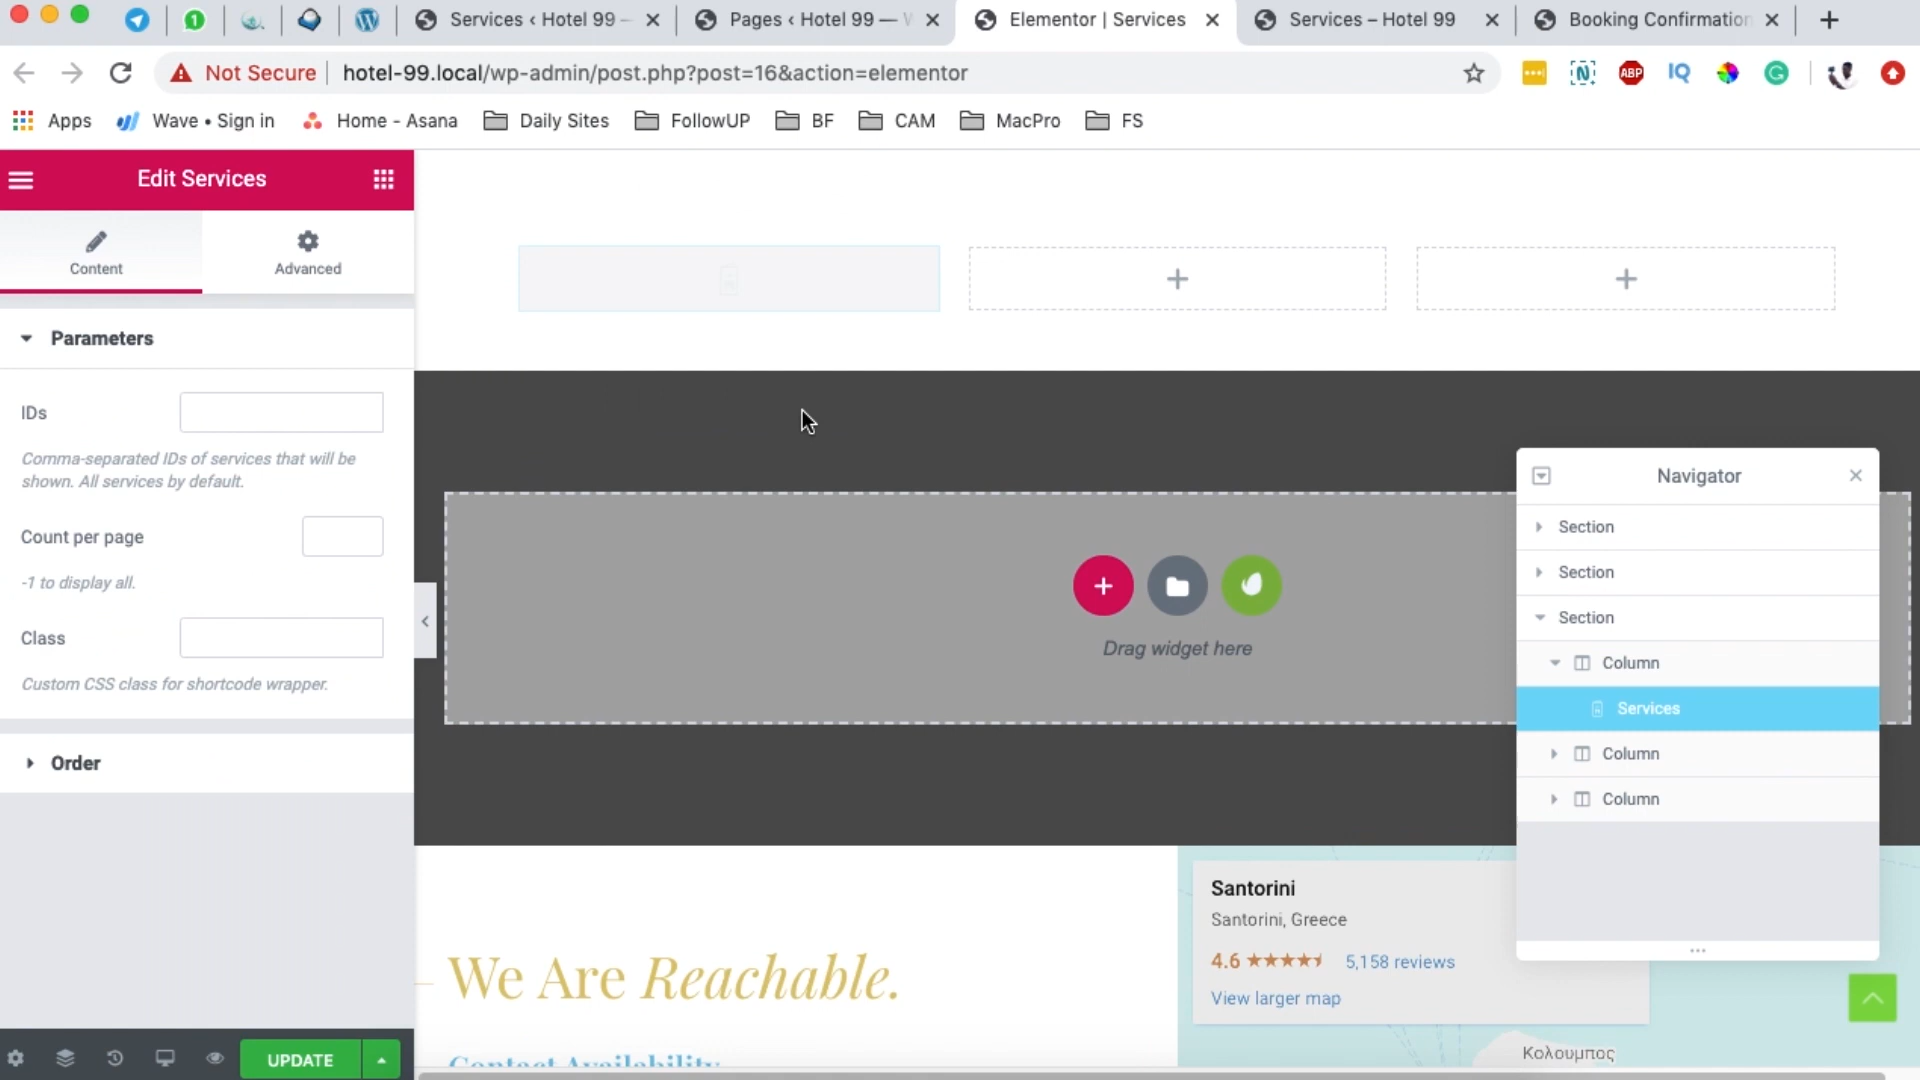 Services ‹ Hotel 99 –
Pages ‹ Hotel 99 —
Elementor | Services
Services – Hotel 99
Booking Confirmation
Not Secure
hotel-99.local/wp-admin/post.php?post=16&action=elementor
ABP
IQ
Apps
Wave • Sign in
Home - Asana
Daily Sites
FollowUP
BF
CAM
MacPro
FS
Edit Services
Content
Advanced
Parameters
IDs
Comma-separated IDs of services that will be
shown. All services by default.
Count per page
-1 to display all.
Class
Custom CSS class for shortcode wrapper.
Order
UPDATE
Drag widget here
Navigator
Section
Section
Section
Column
Services
Column
Column
We Are Reachable.
Contact Availability
Santorini
Santorini, Greece
4.6
5,158 reviews
View larger map
Κολουμπος